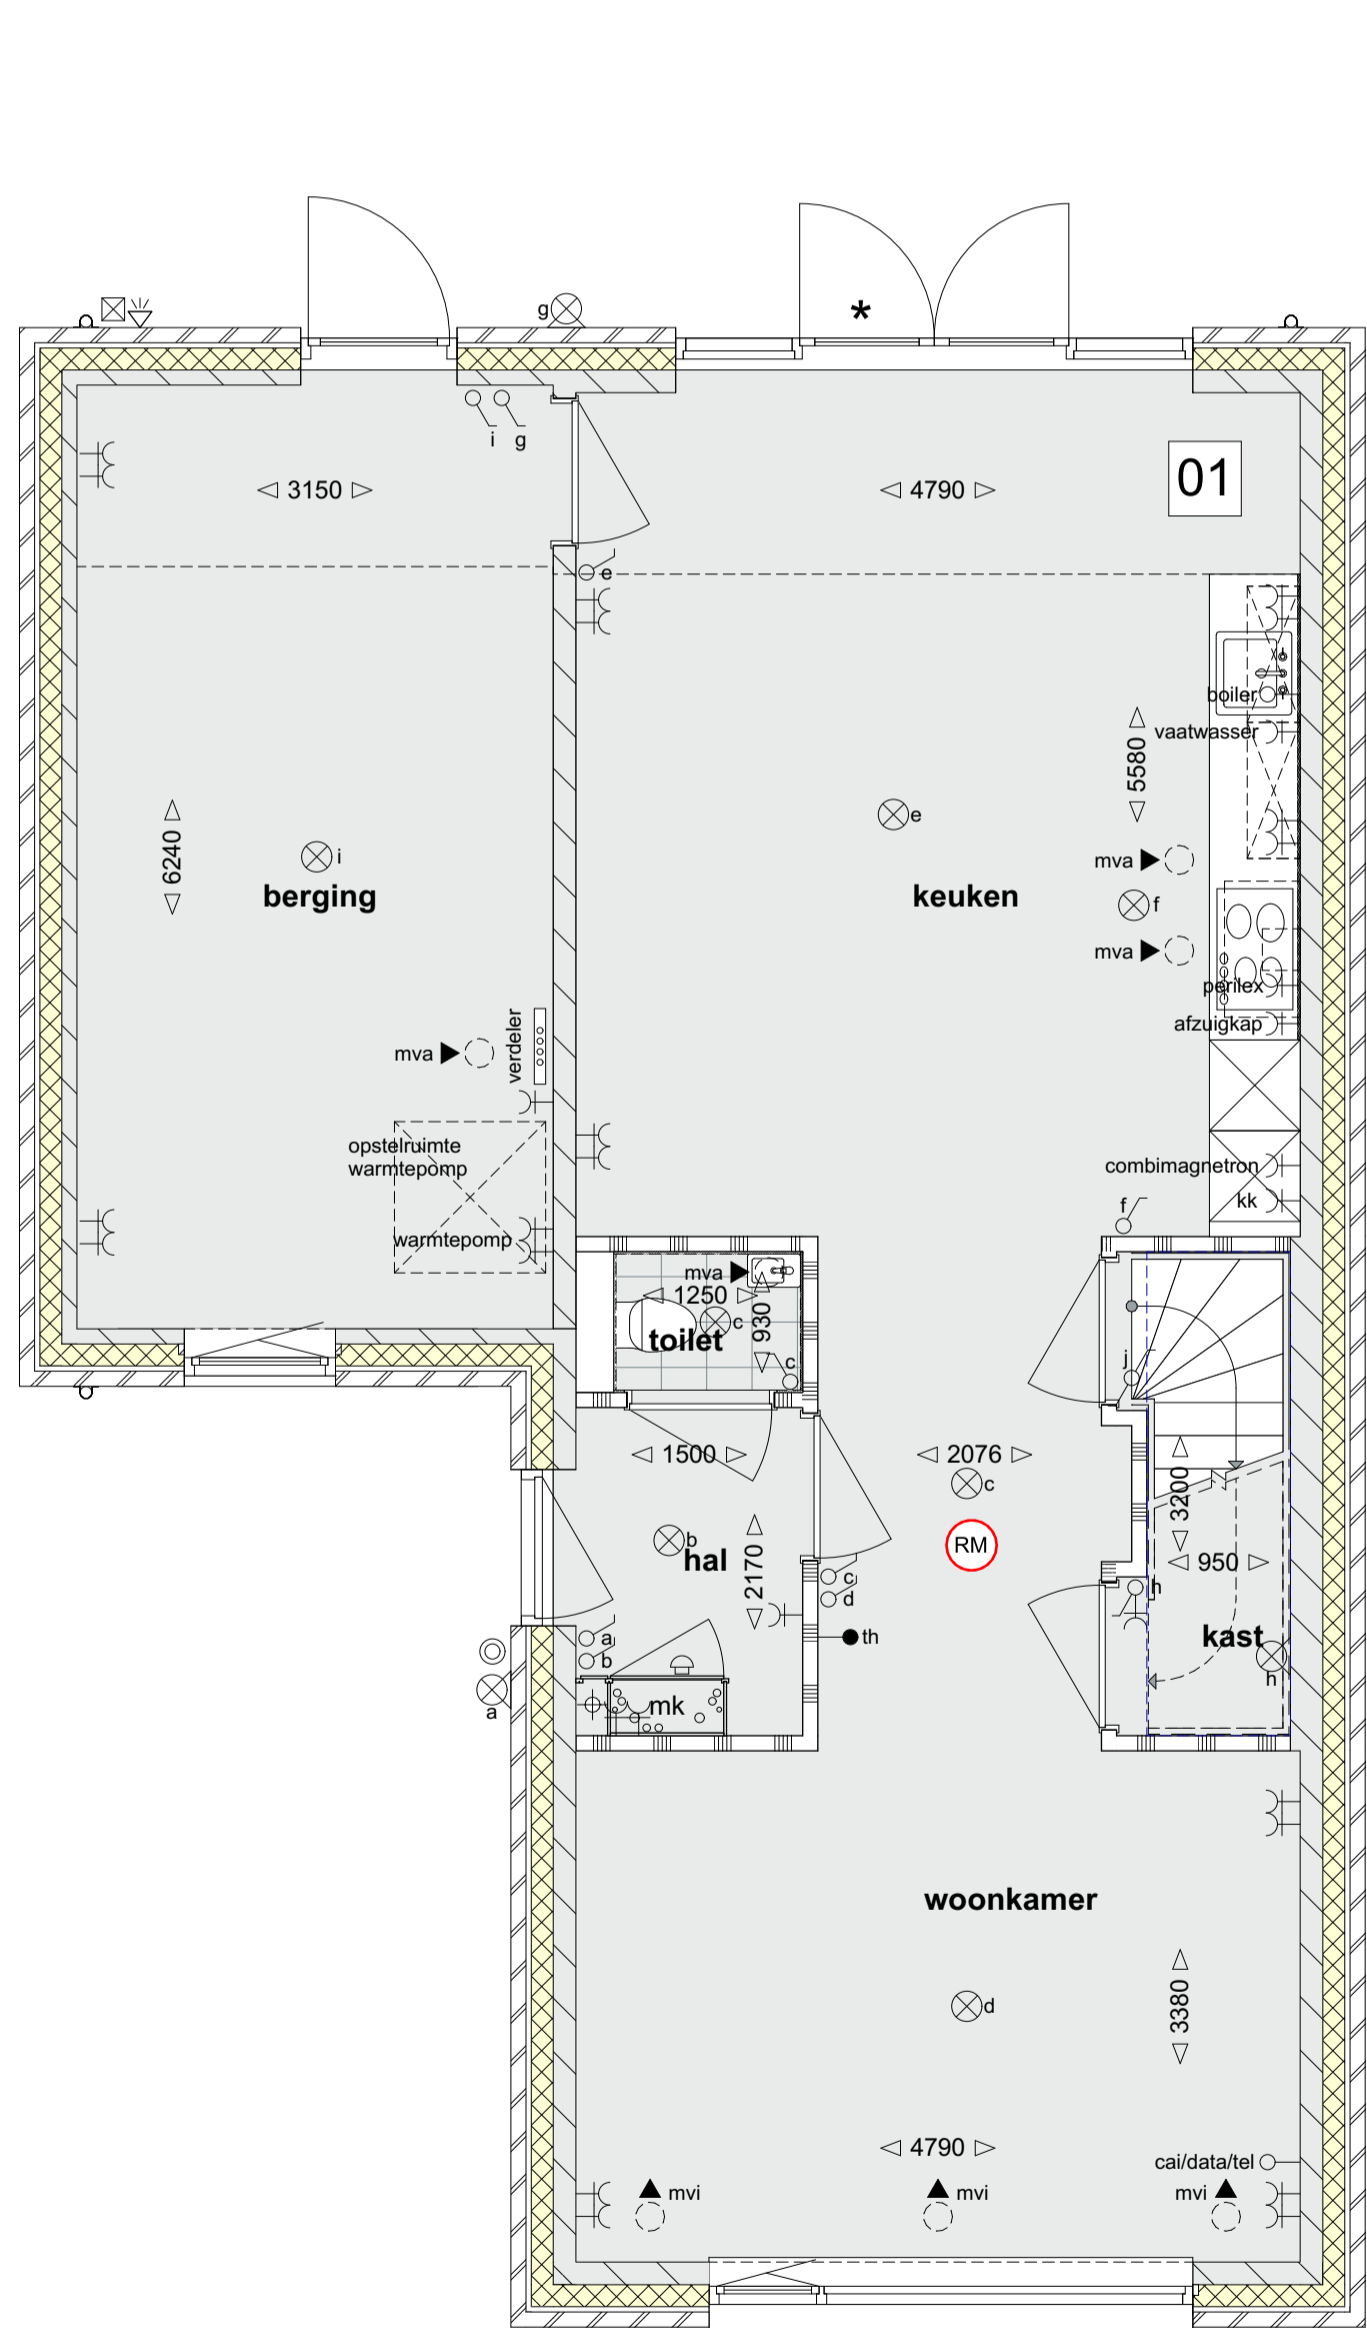 g
*
i
g
01
3150
4790
e
boiler
vaatwasser
5580
e
6240
i
mva
berging
keuken
f
mva
perilex
afzuigkap
verdeler
mva
opstelruimte
warmtepomp
combimagnetron
kk
f
warmtepomp
mva
1250
c
930
toilet
c
j
1500
2076
c
3200
b
hal
2170
RM
950
c
d
h
a
b
th
kast
h
a
mk
woonkamer
d
3380
4790
cai/data/tel
mvi
mvi
mvi